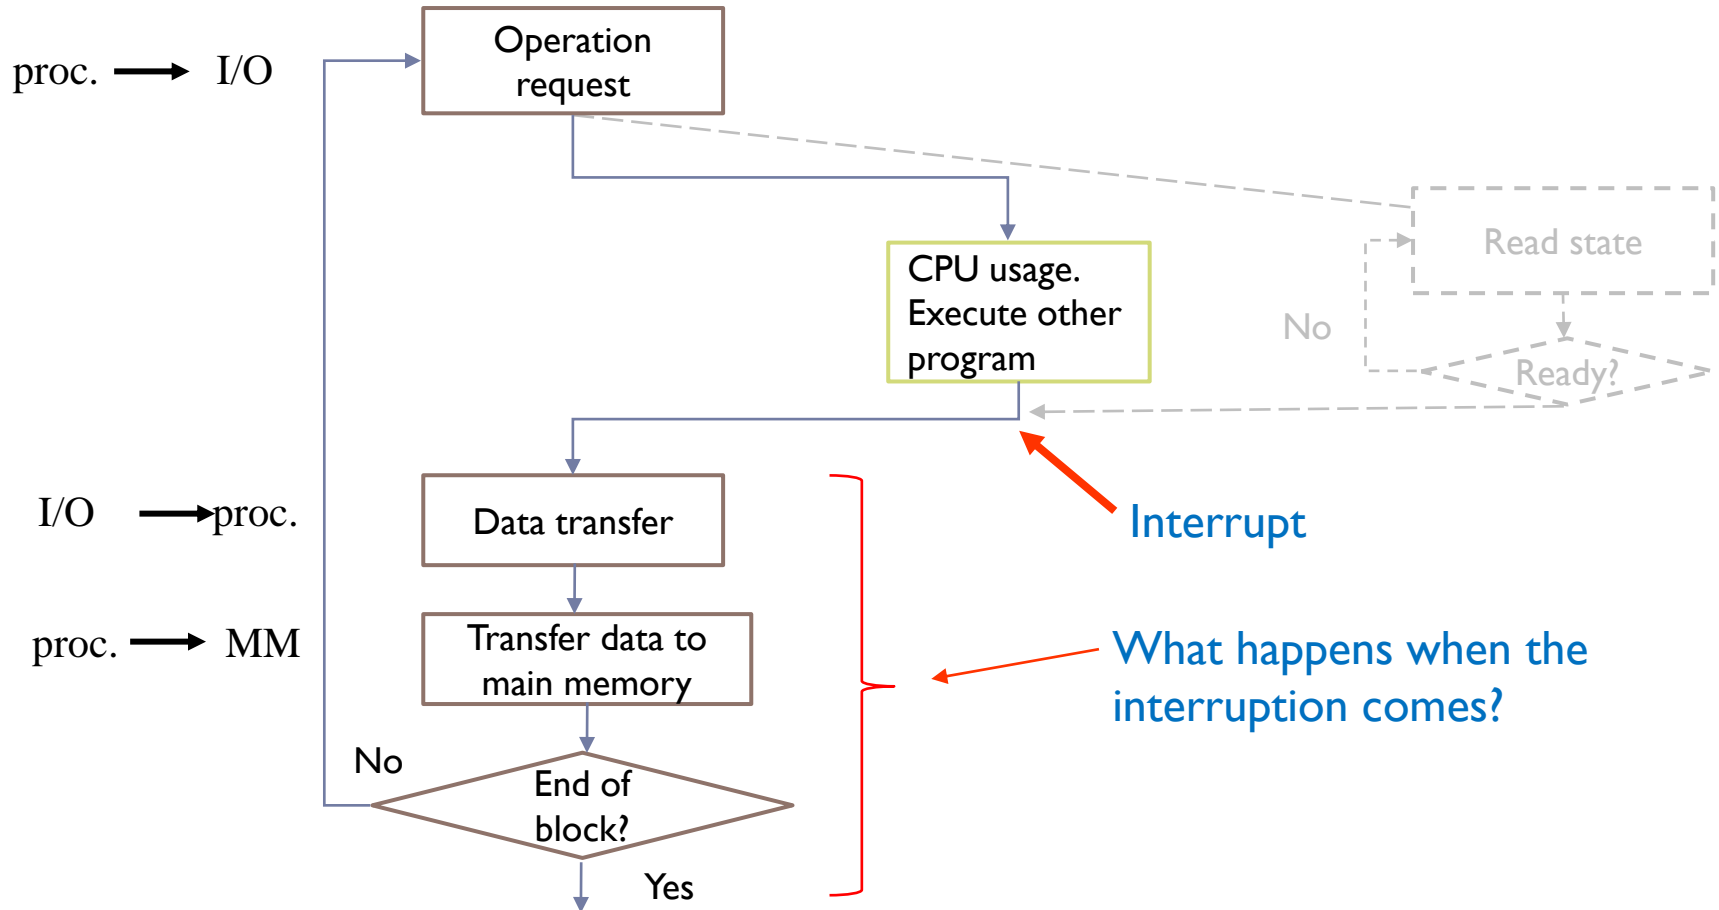 Operation
request
proc. → I/O
Read state
CPU usage.
Execute other
program
No
Ready?
I/O → proc.
Data transfer
Interrupt
proc. → MM
Transfer data to
main memory
What happens when the
interruption comes?
No
End of
block?
Yes